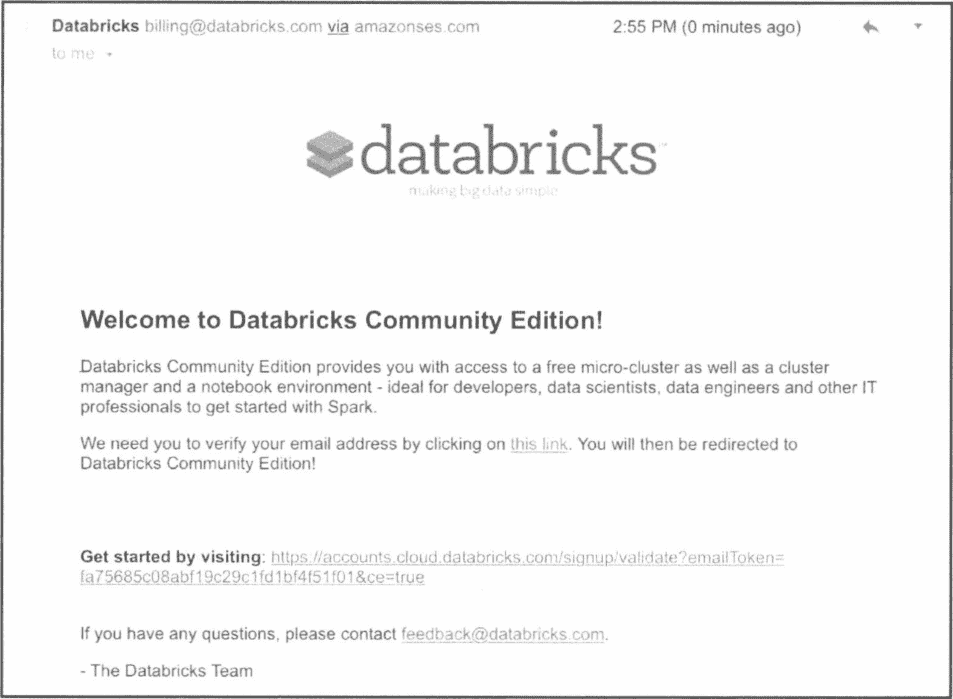 Databricks billing@databricks.com via amazonses.com 2:55 PM (0 minutes ago)
to me
databricks™
making big data simple
Welcome to Databricks Community Edition!
Databricks Community Edition provides you with access to a free micro-cluster as well as a cluster
manager and a notebook environment - ideal for developers, data scientists, data engineers and other IT
professionals to get started with Spark.
We need you to verify your email address by clicking on this link. You will then be redirected to
Databricks Community Edition!
Get started by visiting: https://accounts.cloud.databricks.com/signup/validate?emailToken=
fa75685c08abf19c29c1fd1bf4f51f01&ce=true
If you have any questions, please contact feedback@databricks.com.
- The Databricks Team